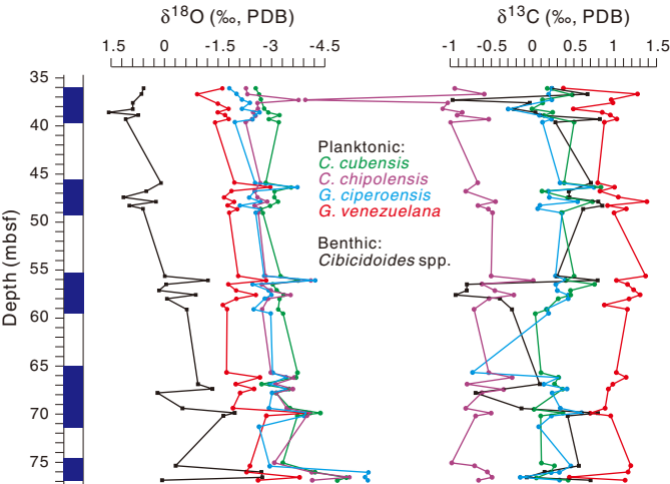 δ18O (‰, PDB) δ13C (‰, PDB)
1.5 0 -1.5 -3 -4.5 -1 -0.5 0 0.5 1 1.5
35
40
Planktonic:
C. cubensis
45
C. chipolensis
G. ciperoensis
50
G. venezuelana
Benthic:
Cibicidoides spp.
55
Depth (mbsf)
60
65
70
75